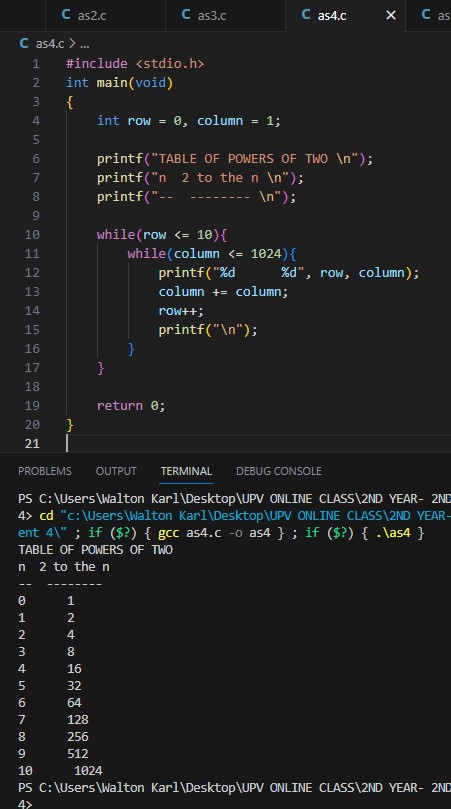 C as2.c C as3.c C as4.c × C as
C as4.c > ...
1 #include <stdio.h>
2 int main(void)
3 {
4 int row = 0, column = 1;
5
6 printf("TABLE OF POWERS OF TWO \n");
7 printf("n  2 to the n \n");
8 printf("--  -------- \n");
9
10 while(row <= 10){
11 while(column <= 1024){
12 printf("%d      %d", row, column);
13 column += column;
14 row++;
15 printf("\n");
16 }
17 }
18
19 return 0;
20 }
21
PROBLEMS OUTPUT TERMINAL DEBUG CONSOLE
PS C:\Users\Walton Karl\Desktop\UPV ONLINE CLASS\2ND YEAR- 2ND
4> cd "c:\Users\Walton Karl\Desktop\UPV ONLINE CLASS\2ND YEAR-
ent 4\" ; if ($?) { gcc as4.c -o as4 } ; if ($?) { .\as4 }
TABLE OF POWERS OF TWO
n  2 to the n
--  --------
0      1
1      2
2      4
3      8
4      16
5      32
6      64
7      128
8      256
9      512
10      1024
PS C:\Users\Walton Karl\Desktop\UPV ONLINE CLASS\2ND YEAR- 2ND
4>